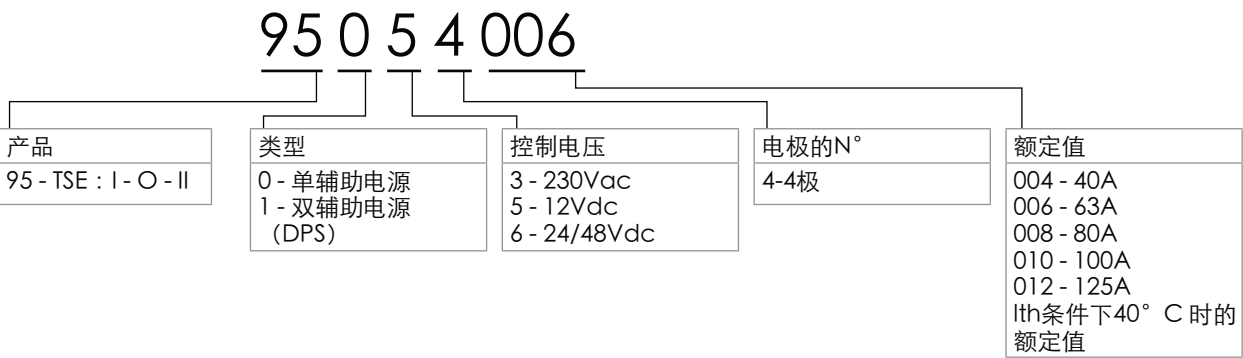 95 0 5 4 006
产品
95 - TSE : I - O - II
类型
0 - 单辅助电源
1 - 双辅助电源
（DPS）
控制电压
3 - 230Vac
5 - 12Vdc
6 - 24/48Vdc
电极的N°
4-4极
额定值
004 - 40A
006 - 63A
008 - 80A
010 - 100A
012 - 125A
Ith条件下40° C 时的
额定值